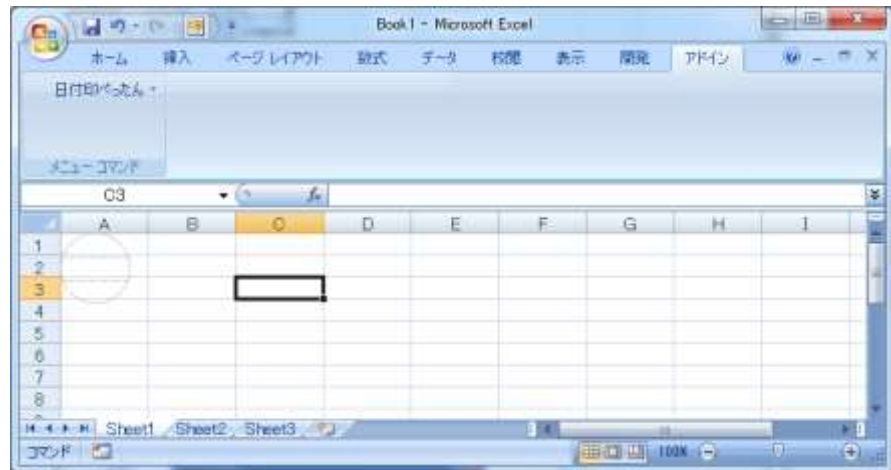 Book1 - Microsoft Excel
ホーム 挿入 ページ レイアウト 数式 データ 校閲 表示 開発 アドイン
日付印ぺったん
メニュー コマンド
C3 fx
A B C D E F G H I
1
2
3
4
5
6
7
8
Sheet1 Sheet2 Sheet3
コマンド 100%